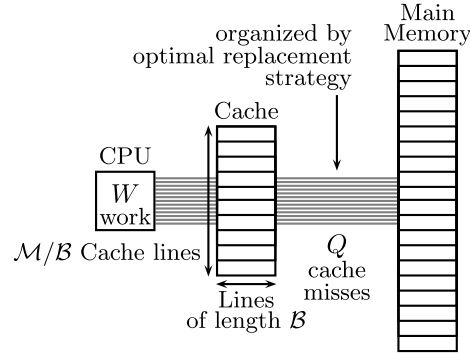 Main
Memory
organized by
optimal replacement
strategy
Cache
CPU
W
work
M/B Cache lines
Q
cache
misses
Lines
of length B